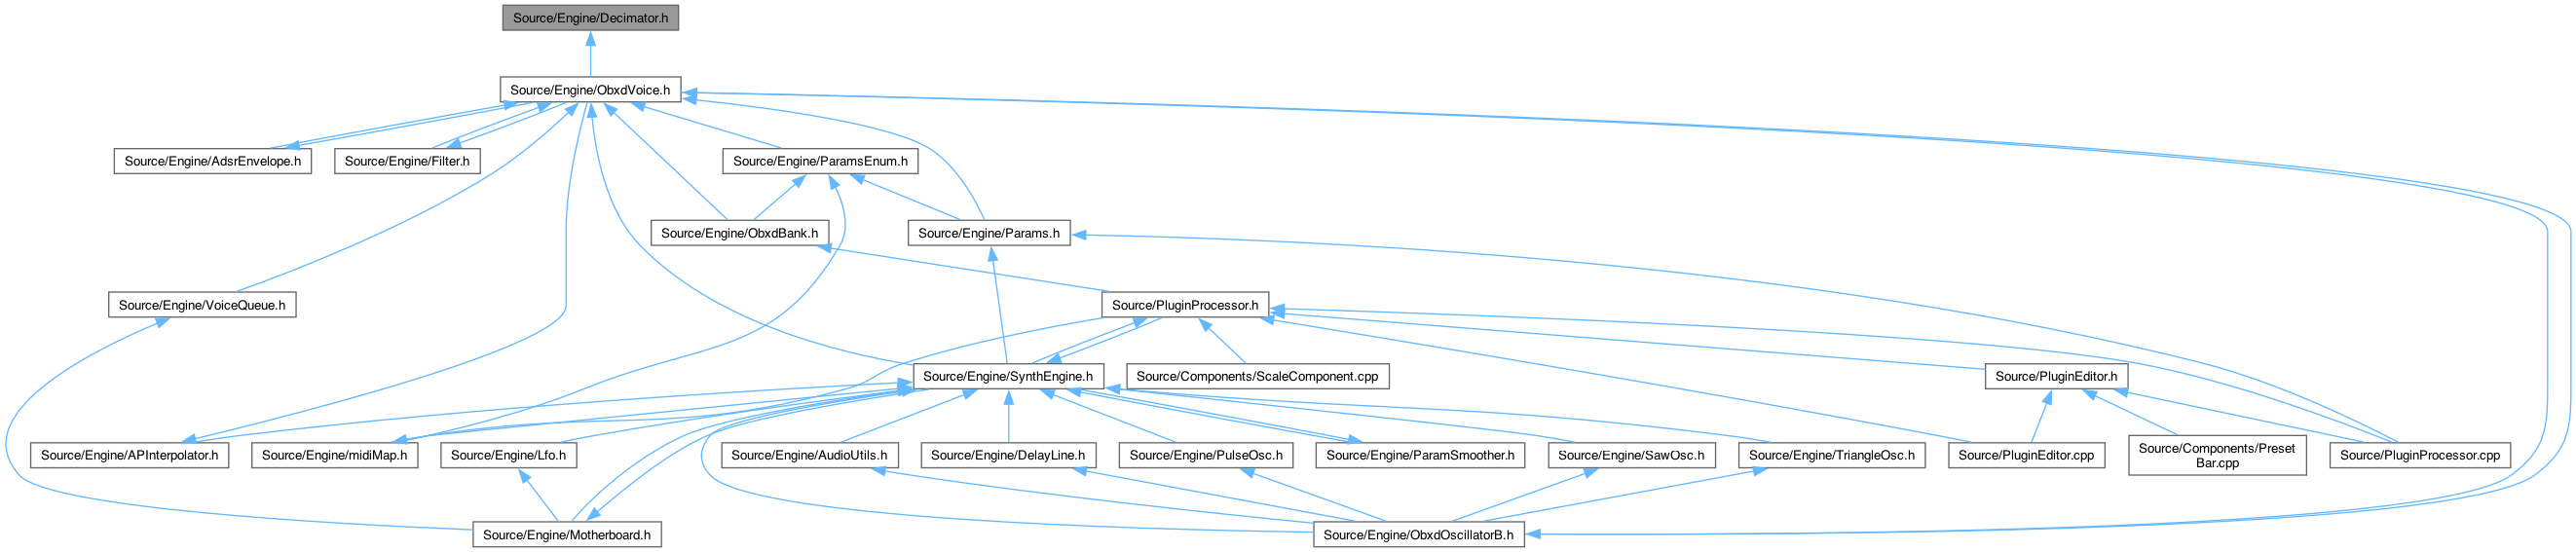 Source/Engine/Decimator.h
Source/Engine/ObxdVoice.h
Source/Engine/AdsrEnvelope.h
Source/Engine/Filter.h
Source/Engine/ParamsEnum.h
Source/Engine/ObxdBank.h
Source/Engine/Params.h
Source/Engine/VoiceQueue.h
Source/PluginProcessor.h
Source/Engine/SynthEngine.h
Source/Components/ScaleComponent.cpp
Source/PluginEditor.h
Source/Engine/APInterpolator.h
Source/Engine/midiMap.h
Source/Engine/Lfo.h
Source/Engine/AudioUtils.h
Source/Engine/DelayLine.h
Source/Engine/PulseOsc.h
Source/Engine/ParamSmoother.h
Source/Engine/SawOsc.h
Source/Engine/TriangleOsc.h
Source/PluginEditor.cpp
Source/Components/Preset
Bar.cpp
Source/PluginProcessor.cpp
Source/Engine/Motherboard.h
Source/Engine/ObxdOscillatorB.h